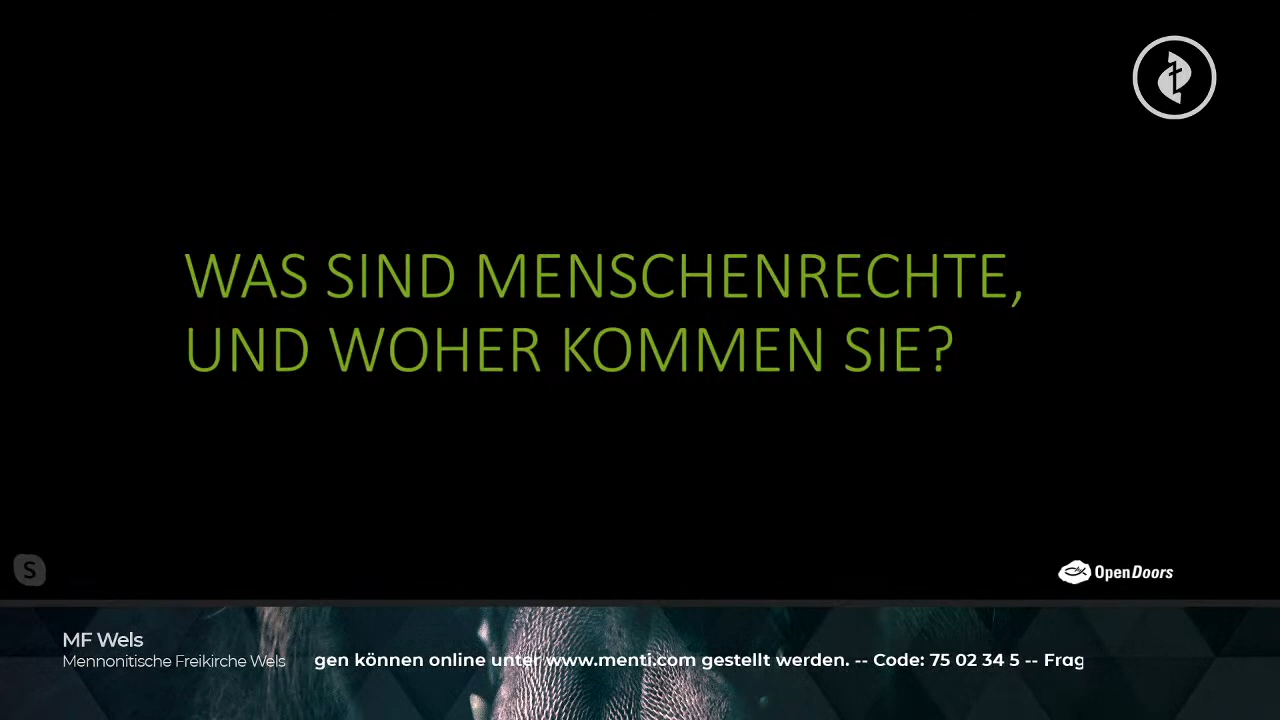 WAS SIND MENSCHENRECHTE,
UND WOHER KOMMEN SIE?
S
OpenDoors
MF Wels
Mennonitische Freikirche Wels
gen können online unter www.menti.com gestellt werden. -- Code: 75 02 34 5 -- Frag